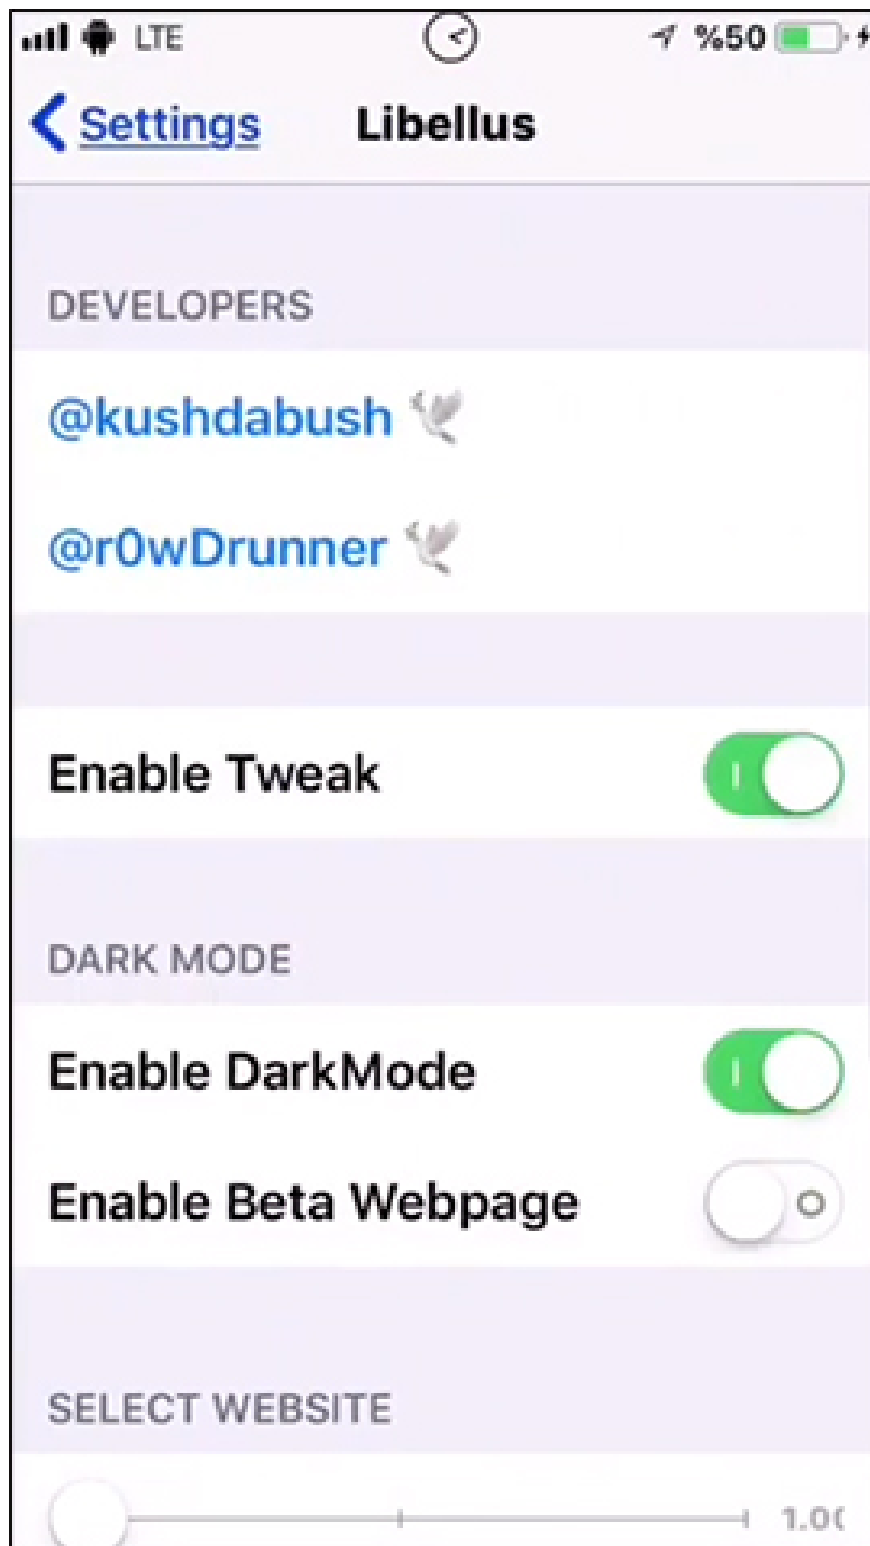 LTE %50
Settings Libellus
DEVELOPERS
@kushdabush
@r0wDrunner
Enable Tweak
DARK MODE
Enable DarkMode
Enable Beta Webpage
SELECT WEBSITE